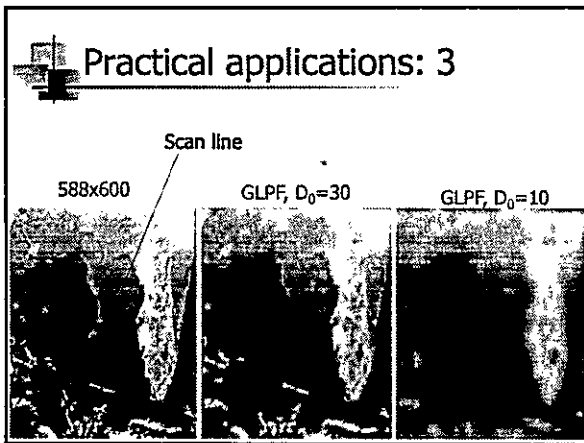 Practical applications: 3
Scan line
588x600
GLPF, D₀=30
GLPF, D₀=10